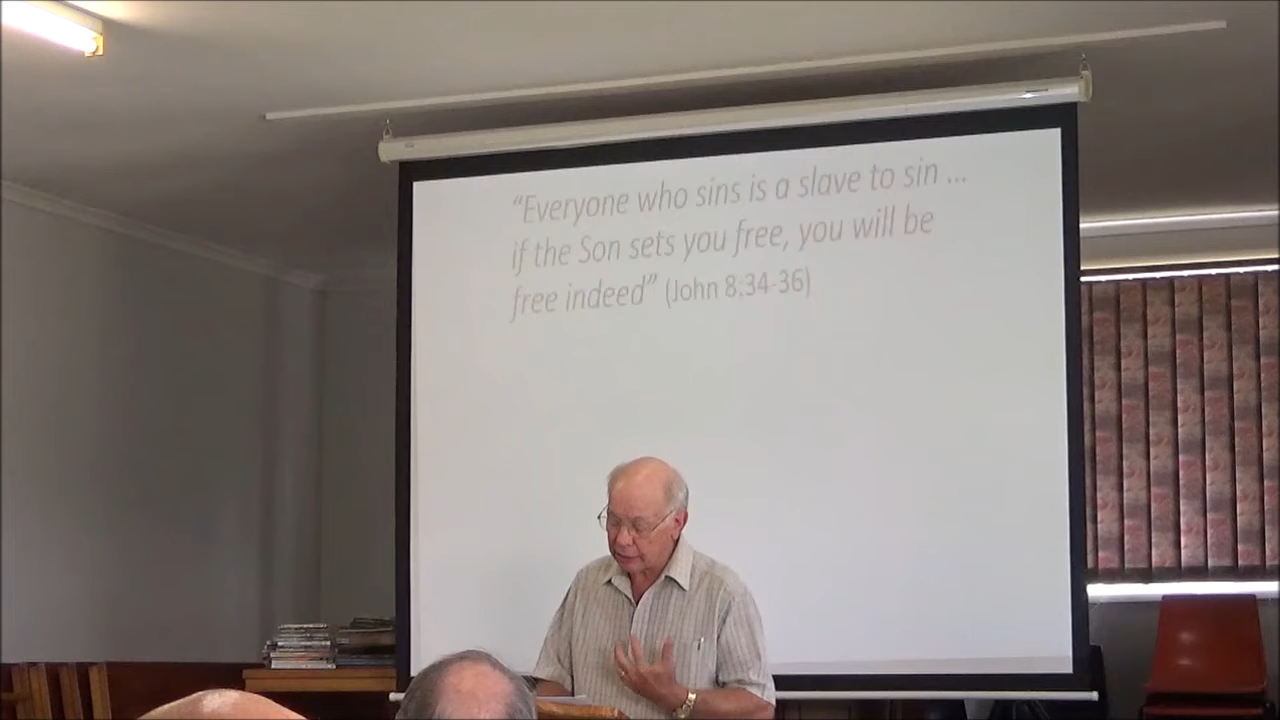 “Everyone who sins is a slave to sin ...
if the Son sets you free, you will be
free indeed” (John 8:34-36)